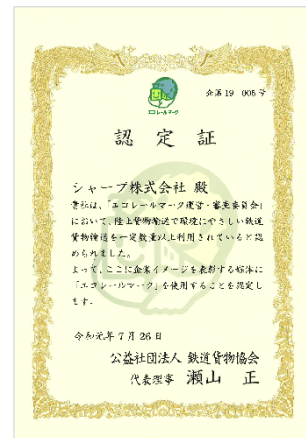 企第19 005号
エコレールマーク
認定証
シャープ株式会社 殿
貴社は、「エコレールマーク運営・審査委員会」
において、陸上貨物輸送で環境にやさしい鉄道
貨物輸送を一定数量以上利用されていると認
められました。
よって、ここに企業イメージを表彰する媒体に
「エコレールマーク」を使用することを認定し
ます。
令和元年7月26日
公益社団法人 鉄道貨物協会
代表理事 瀬山 正